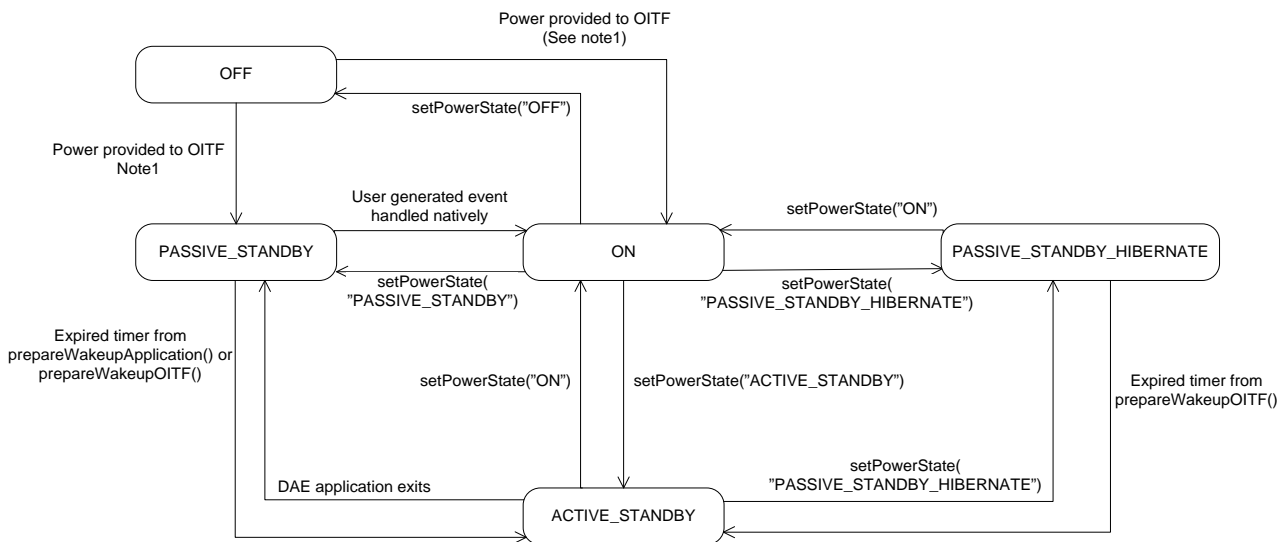 Power provided to OITF
(See note1)
OFF
setPowerState("OFF")
Power provided to OITF
Note1
User generated event
handled natively
setPowerState("ON")
PASSIVE_STANDBY
ON
PASSIVE_STANDBY_HIBERNATE
setPowerState(
"PASSIVE_STANDBY")
setPowerState(
"PASSIVE_STANDBY_HIBERNATE")
Expired timer from
prepareWakeupApplication() or
prepareWakeupOITF()
setPowerState("ON")
setPowerState("ACTIVE_STANDBY")
Expired timer from
prepareWakeupOITF()
DAE application exits
setPowerState(
"PASSIVE_STANDBY_HIBERNATE")
ACTIVE_STANDBY